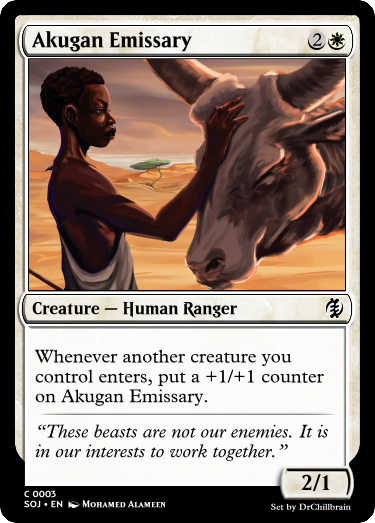 Akugan Emissary 2
Creature — Human Ranger
Whenever another creature you
control enters, put a +1/+1 counter
on Akugan Emissary.
“These beasts are not our enemies. It is
in our interests to work together.”
2/1
C 0003
SOJ • EN Mohamed Alameen
Set by DrChillbrain